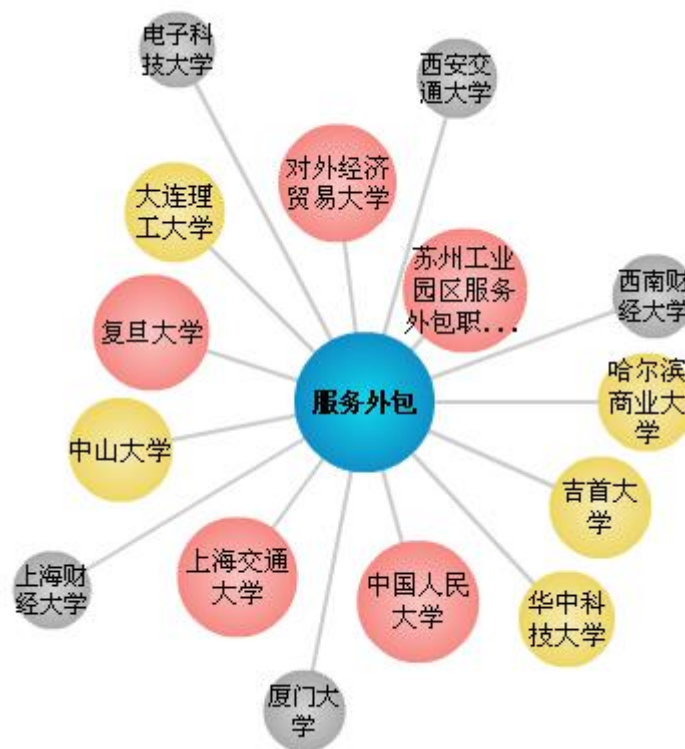 电子科
技大学
西安交
通大学
对外经济
贸易大学
大连理
工大学
苏州工业
园区服务
外包职...
西南财
经大学
复旦大学
服务外包
哈尔滨
商业大
学
中山大学
吉首大
学
上海财
经大学
上海交通
大学
中国人民
大学
华中科
技大学
厦门大
学